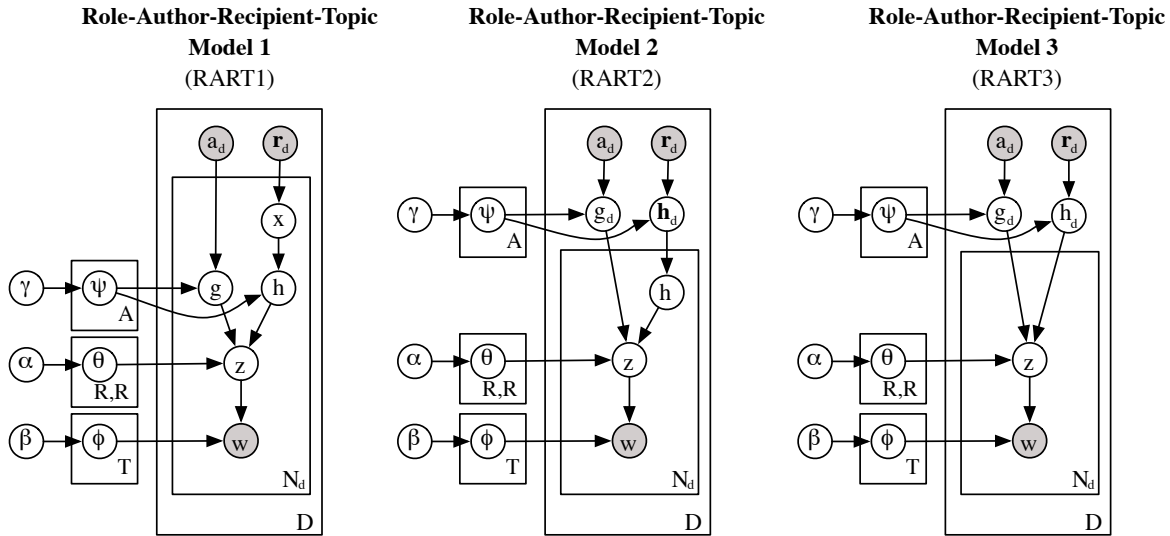 Role-Author-Recipient-Topic
Model 1
(RART1)
a_d
r_d
x
γ
ψ
g
h
A
α
θ
z
R,R
β
ϕ
w
T
N_d
D
Role-Author-Recipient-Topic
Model 2
(RART2)
a_d
r_d
γ
ψ
g_d
h_d
A
h
α
θ
z
R,R
β
ϕ
w
T
N_d
D
Role-Author-Recipient-Topic
Model 3
(RART3)
a_d
r_d
γ
ψ
g_d
h_d
A
α
θ
z
R,R
β
ϕ
w
T
N_d
D